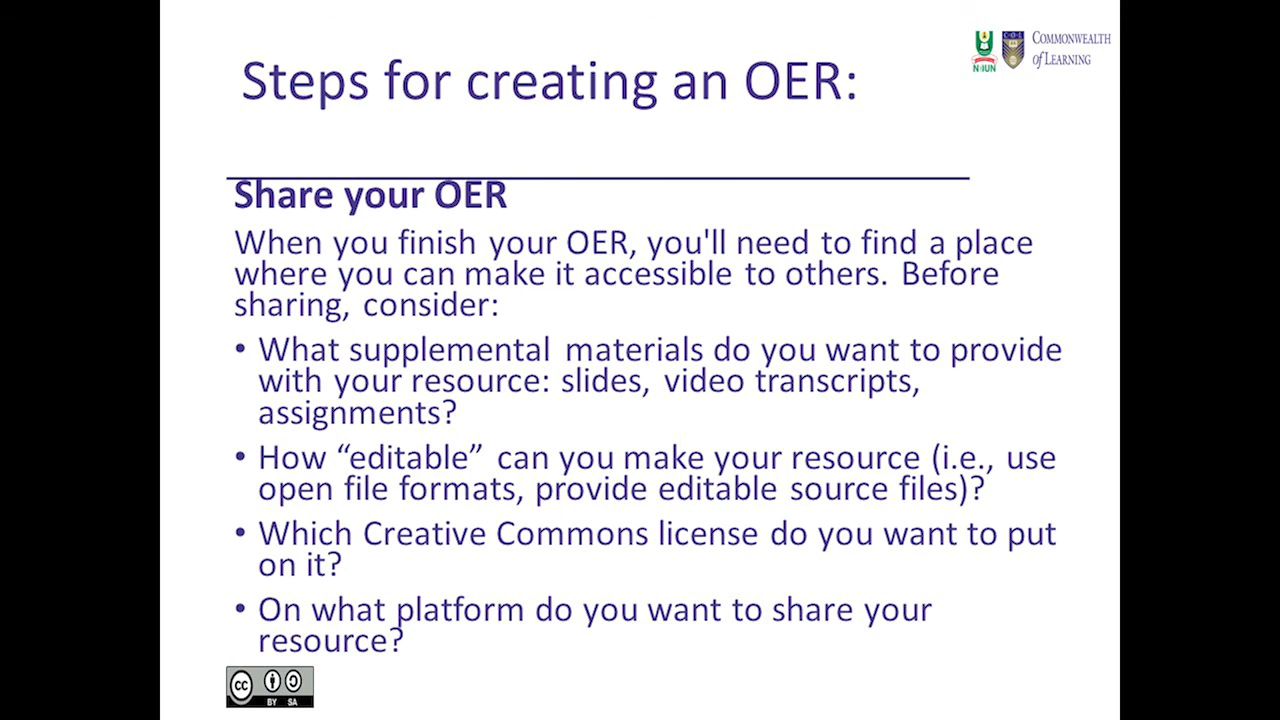 Steps for creating an OER:
NOUN
COL
COMMONWEALTH
of LEARNING
Share your OER
When you finish your OER, you'll need to find a place
where you can make it accessible to others. Before
sharing, consider:
• What supplemental materials do you want to provide
with your resource: slides, video transcripts,
assignments?
• How “editable” can you make your resource (i.e., use
open file formats, provide editable source files)?
• Which Creative Commons license do you want to put
on it?
• On what platform do you want to share your
resource?
cc
BY SA